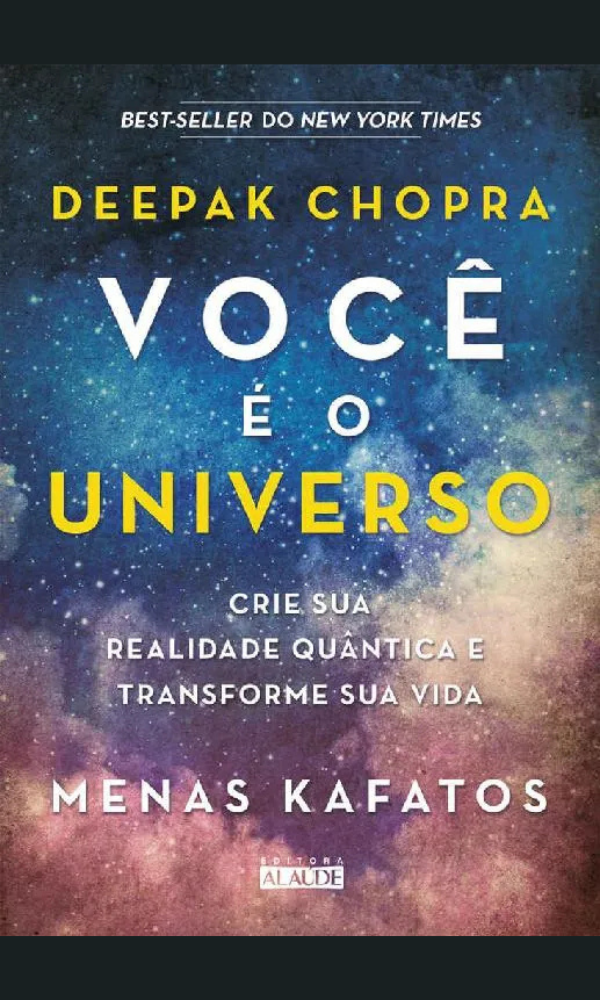 BEST-SELLER DO NEW YORK TIMES
DEEPAK CHOPRA
VOCÊ
É O
UNIVERSO
CRIE SUA
REALIDADE QUÂNTICA E
TRANSFORME SUA VIDA
MENAS KAFATOS
EDITORA
ALAÚDE